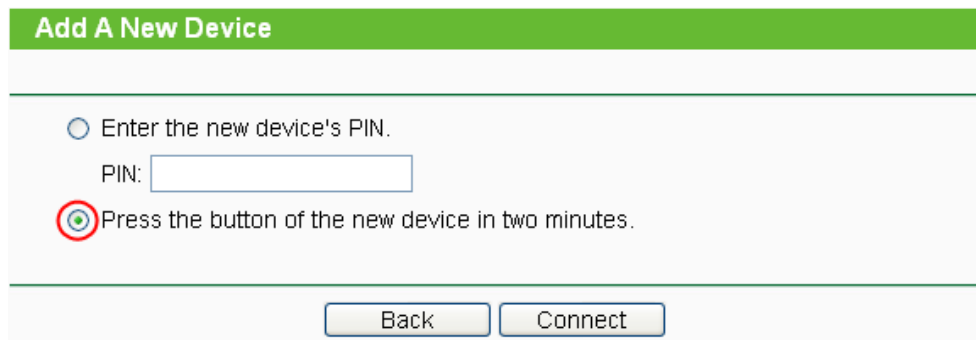 Add A New Device
Enter the new device's PIN.
PIN:
Press the button of the new device in two minutes.
Back Connect